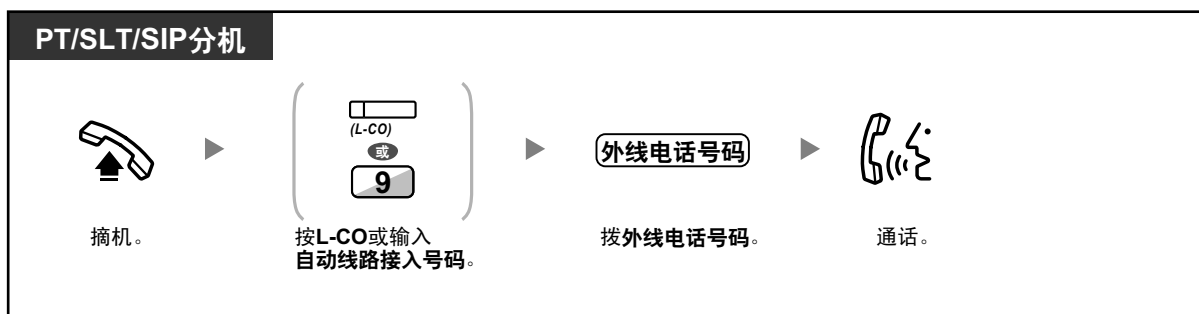 PT/SLT/SIP分机
(L-CO)
或
9
外线电话号码
摘机。
按L-CO或输入
自动线路接入号码。
拨外线电话号码。
通话。